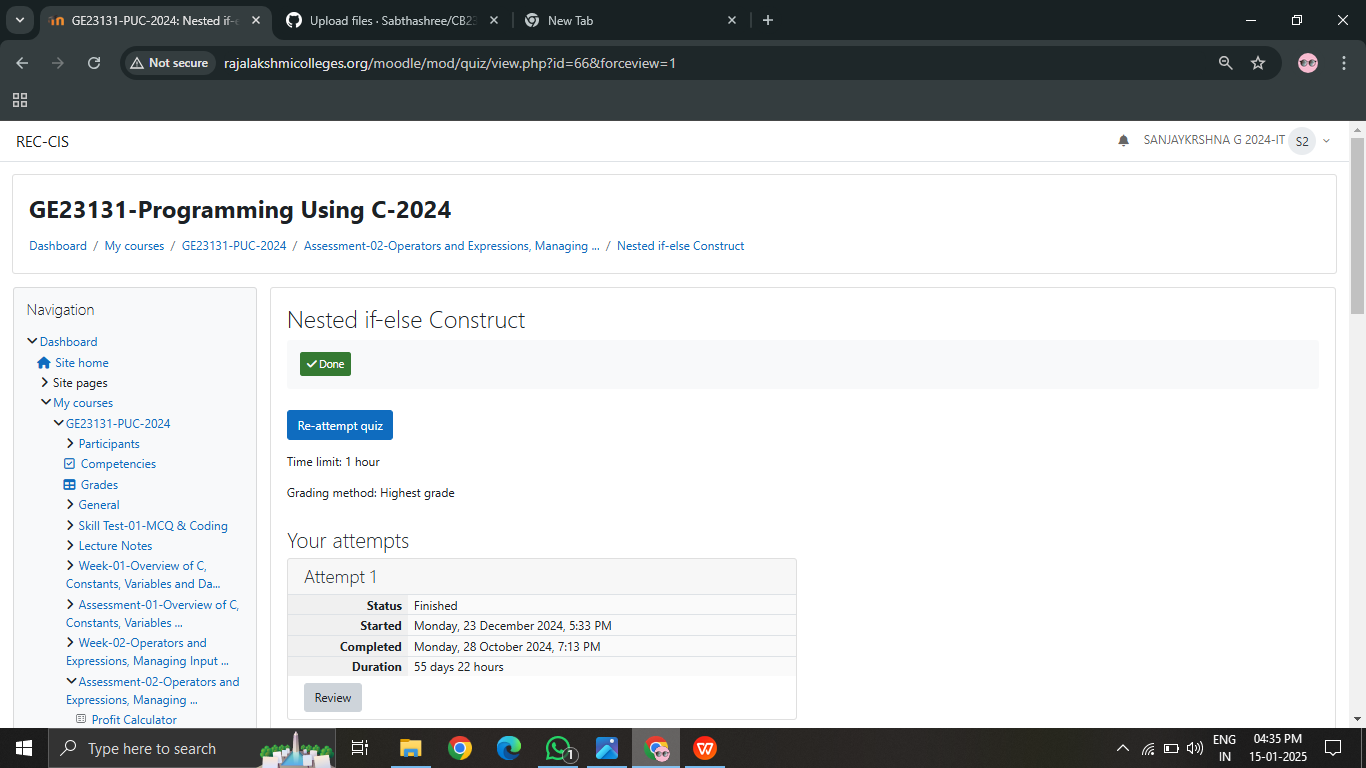 GE23131-PUC-2024: Nested if-e
Upload files · Sabthashree/CB23
New Tab
Not secure
rajalakshmicolleges.org/moodle/mod/quiz/view.php?id=66&forceview=1
REC-CIS
SANJAYKRSHNA G 2024-IT S2
GE23131-Programming Using C-2024
Dashboard / My courses / GE23131-PUC-2024 / Assessment-02-Operators and Expressions, Managing ... / Nested if-else Construct
Navigation
Dashboard
Site home
Site pages
My courses
GE23131-PUC-2024
Participants
Competencies
Grades
General
Skill Test-01-MCQ & Coding
Lecture Notes
Week-01-Overview of C,
Constants, Variables and Da...
Assessment-01-Overview of C,
Constants, Variables ...
Week-02-Operators and
Expressions, Managing Input ...
Assessment-02-Operators and
Expressions, Managing ...
Profit Calculator
Nested if-else Construct
Done
Re-attempt quiz
Time limit: 1 hour
Grading method: Highest grade
Your attempts
Attempt 1
Status Finished
Started Monday, 23 December 2024, 5:33 PM
Completed Monday, 28 October 2024, 7:13 PM
Duration 55 days 22 hours
Review
Type here to search
1
W
ENG
IN
04:35 PM
15-01-2025